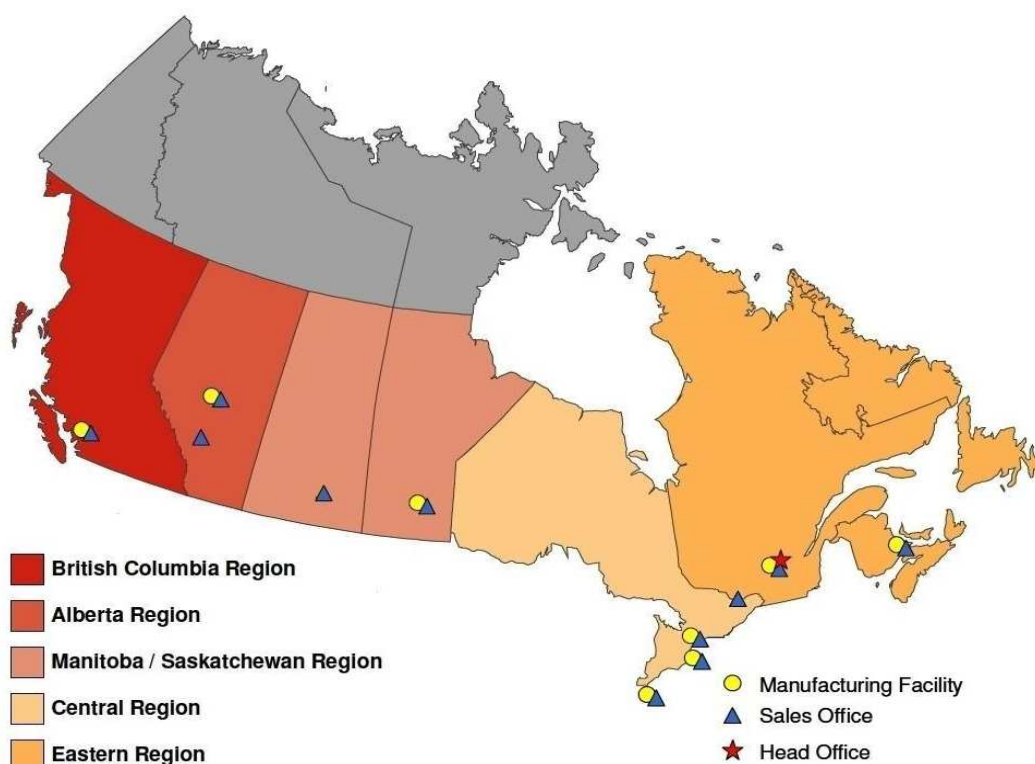 British Columbia Region
Alberta Region
Manitoba / Saskatchewan Region
Central Region
Eastern Region
Manufacturing Facility
Sales Office
Head Office